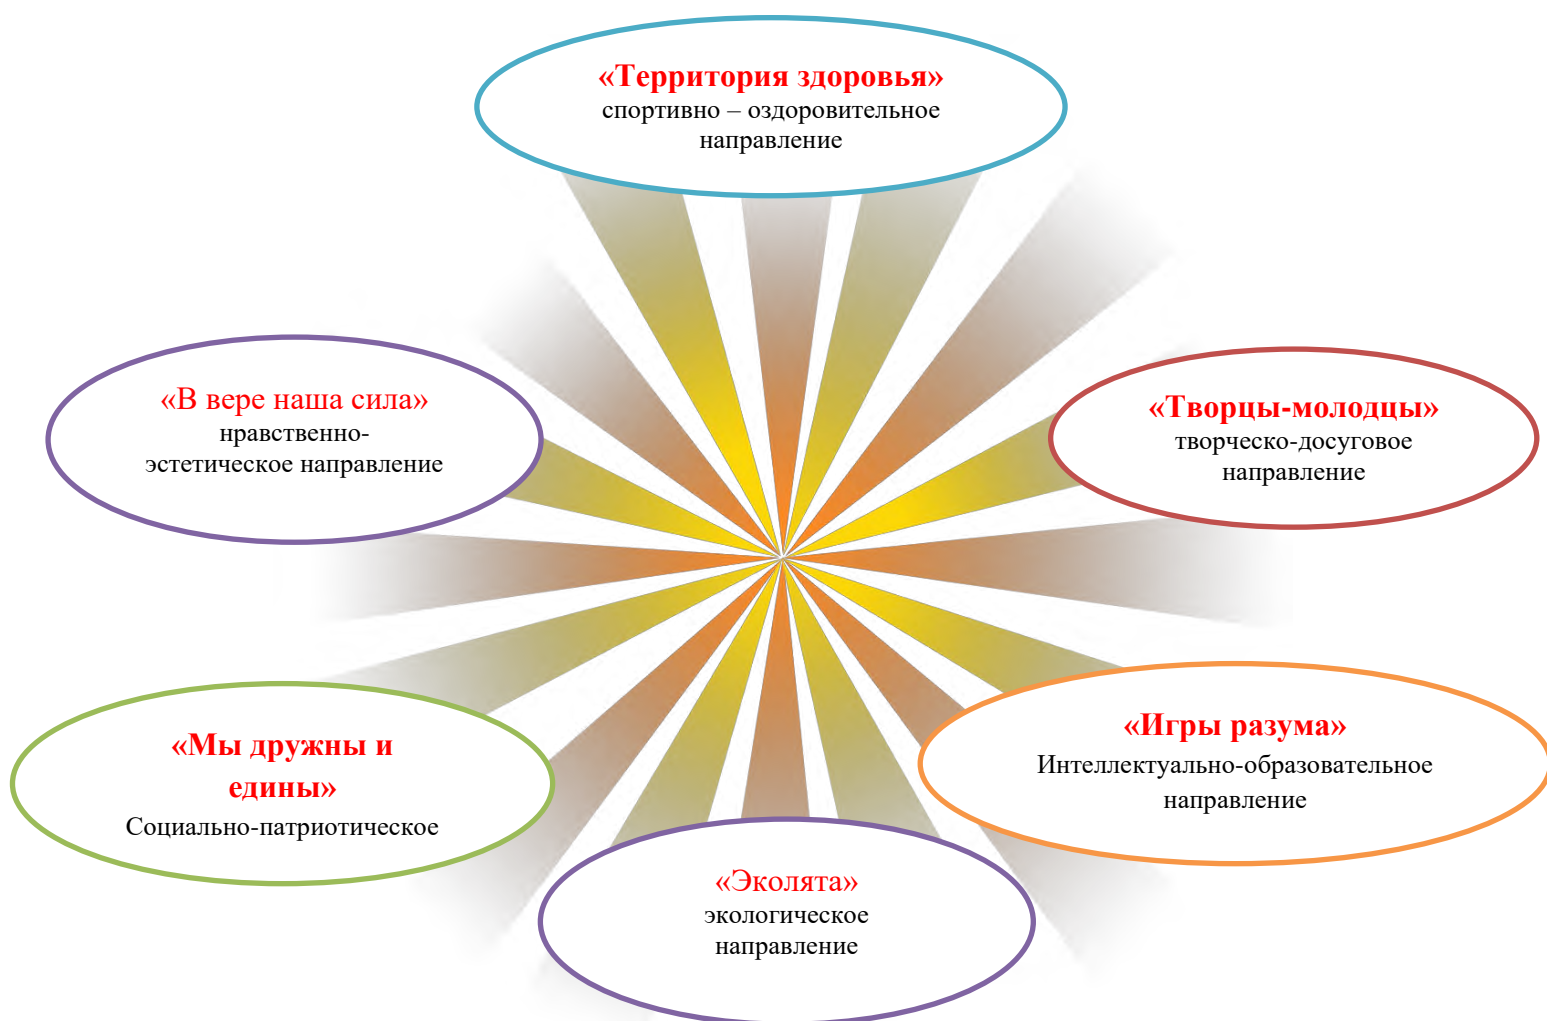 «Территория здоровья»
спортивно – оздоровительное
направление
«В вере наша сила»
нравственно-
эстетическое направление
«Творцы-молодцы»
творческо-досуговое
направление
«Мы дружны и
едины»
Социально-патриотическое
«Игры разума»
Интеллектуально-образовательное
направление
«Эколята»
экологическое
направление